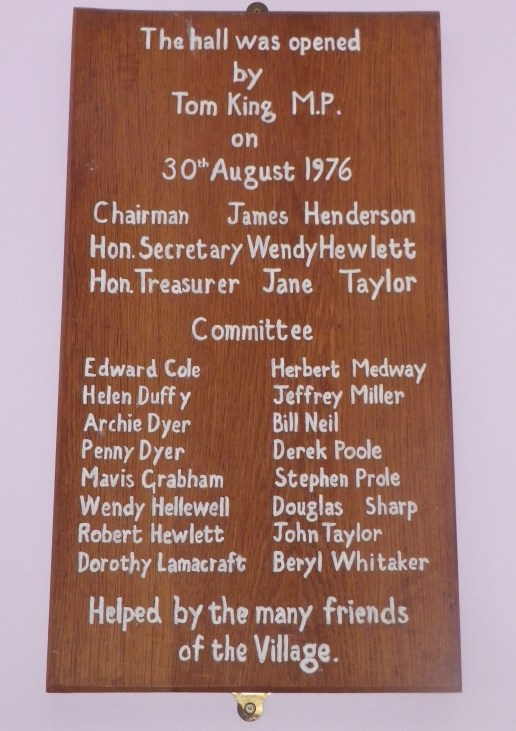 The hall was opened
by
Tom King M.P.
on
30th August 1976
Chairman James Henderson
Hon. Secretary Wendy Hewlett
Hon. Treasurer Jane Taylor
Committee
Edward Cole Herbert Medway
Helen Duffy Jeffrey Miller
Archie Dyer Bill Neil
Penny Dyer Derek Poole
Mavis Grabham Stephen Prole
Wendy Hellewell Douglas Sharp
Robert Hewlett John Taylor
Dorothy Lamacraft Beryl Whitaker
Helped by the many friends
of the Village.